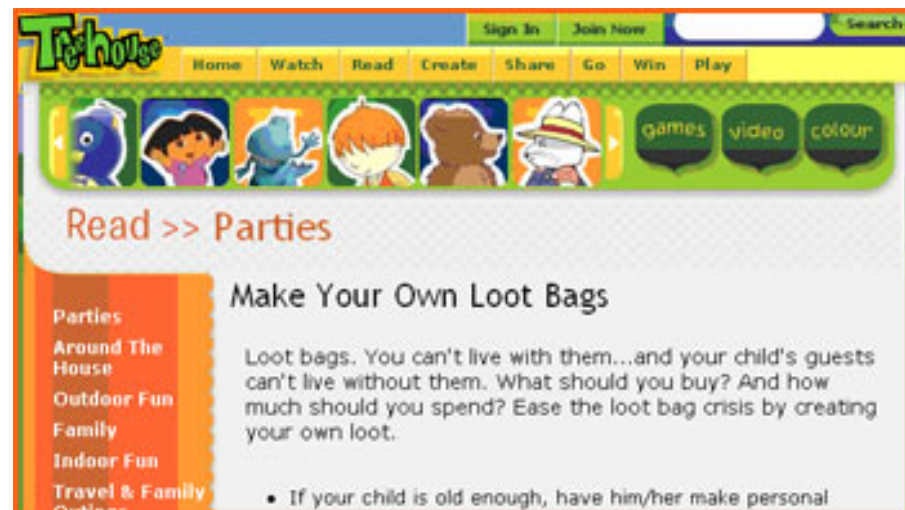 Treehouse
Sign In Join Now Search
Home Watch Read Create Share Go Win Play
games video colour
Read >> Parties
Make Your Own Loot Bags
Parties
Around The
House
Outdoor Fun
Family
Indoor Fun
Travel & Family
Loot bags. You can't live with them...and your child's guests
can't live without them. What should you buy? And how
much should you spend? Ease the loot bag crisis by creating
your own loot.
• If your child is old enough, have him/her make personal